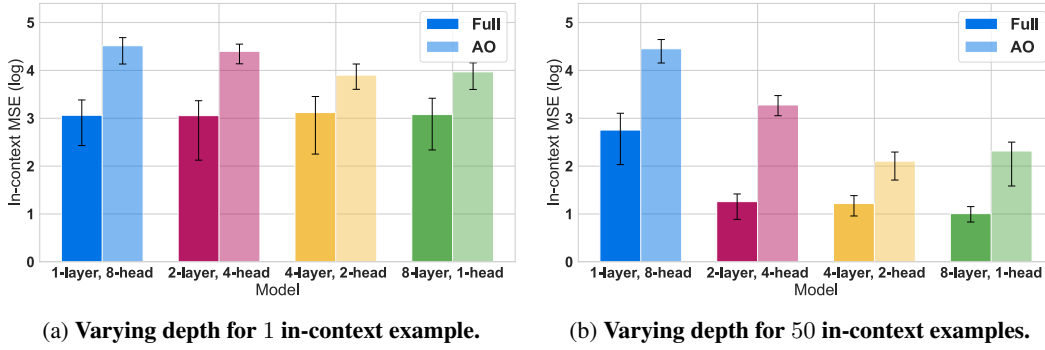 5
4
3
2
1
0
In-context MSE (log)
Full
AO
1-layer, 8-head
2-layer, 4-head
4-layer, 2-head
8-layer, 1-head
Model
(a) Varying depth for 1 in-context example.
5
4
3
2
1
0
In-context MSE (log)
Full
AO
1-layer, 8-head
2-layer, 4-head
4-layer, 2-head
8-layer, 1-head
Model
(b) Varying depth for 50 in-context examples.